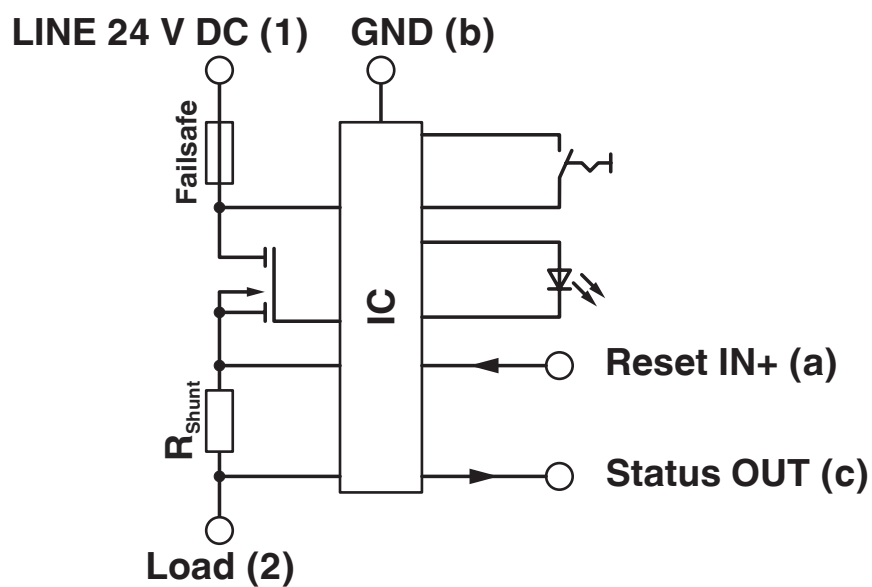 LINE 24 V DC (1)
GND (b)
Failsafe
IC
Reset IN+ (a)
RShunt
Status OUT (c)
Load (2)